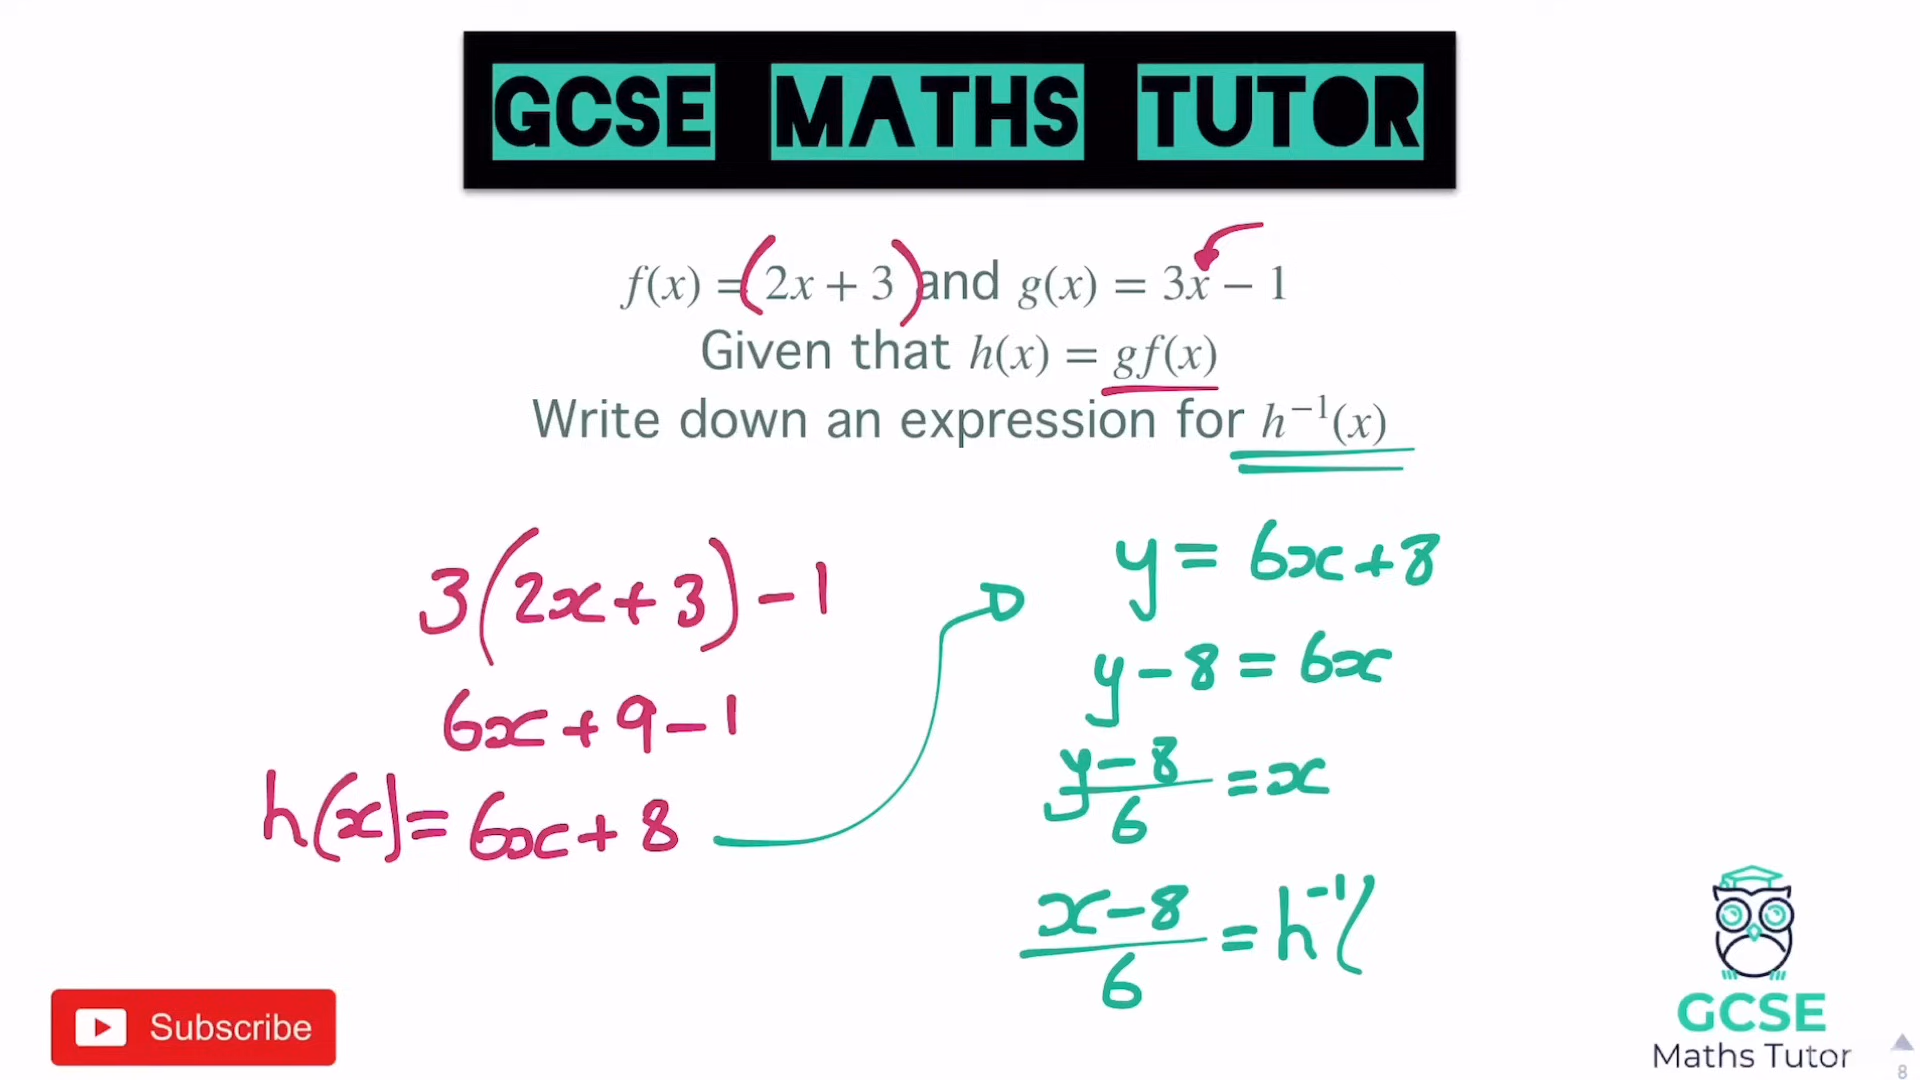 GCSE MATHS TUTOR
f(x) = (2x + 3) and g(x) = 3x − 1
Given that h(x) = gf(x)
Write down an expression for h⁻¹(x)
3(2x + 3) − 1
6x + 9 − 1
h(x) = 6x + 8
y = 6x + 8
y − 8 = 6x
y − 8
6
= x
x − 8
6
= h⁻¹(
Subscribe
GCSE
Maths Tutor
8